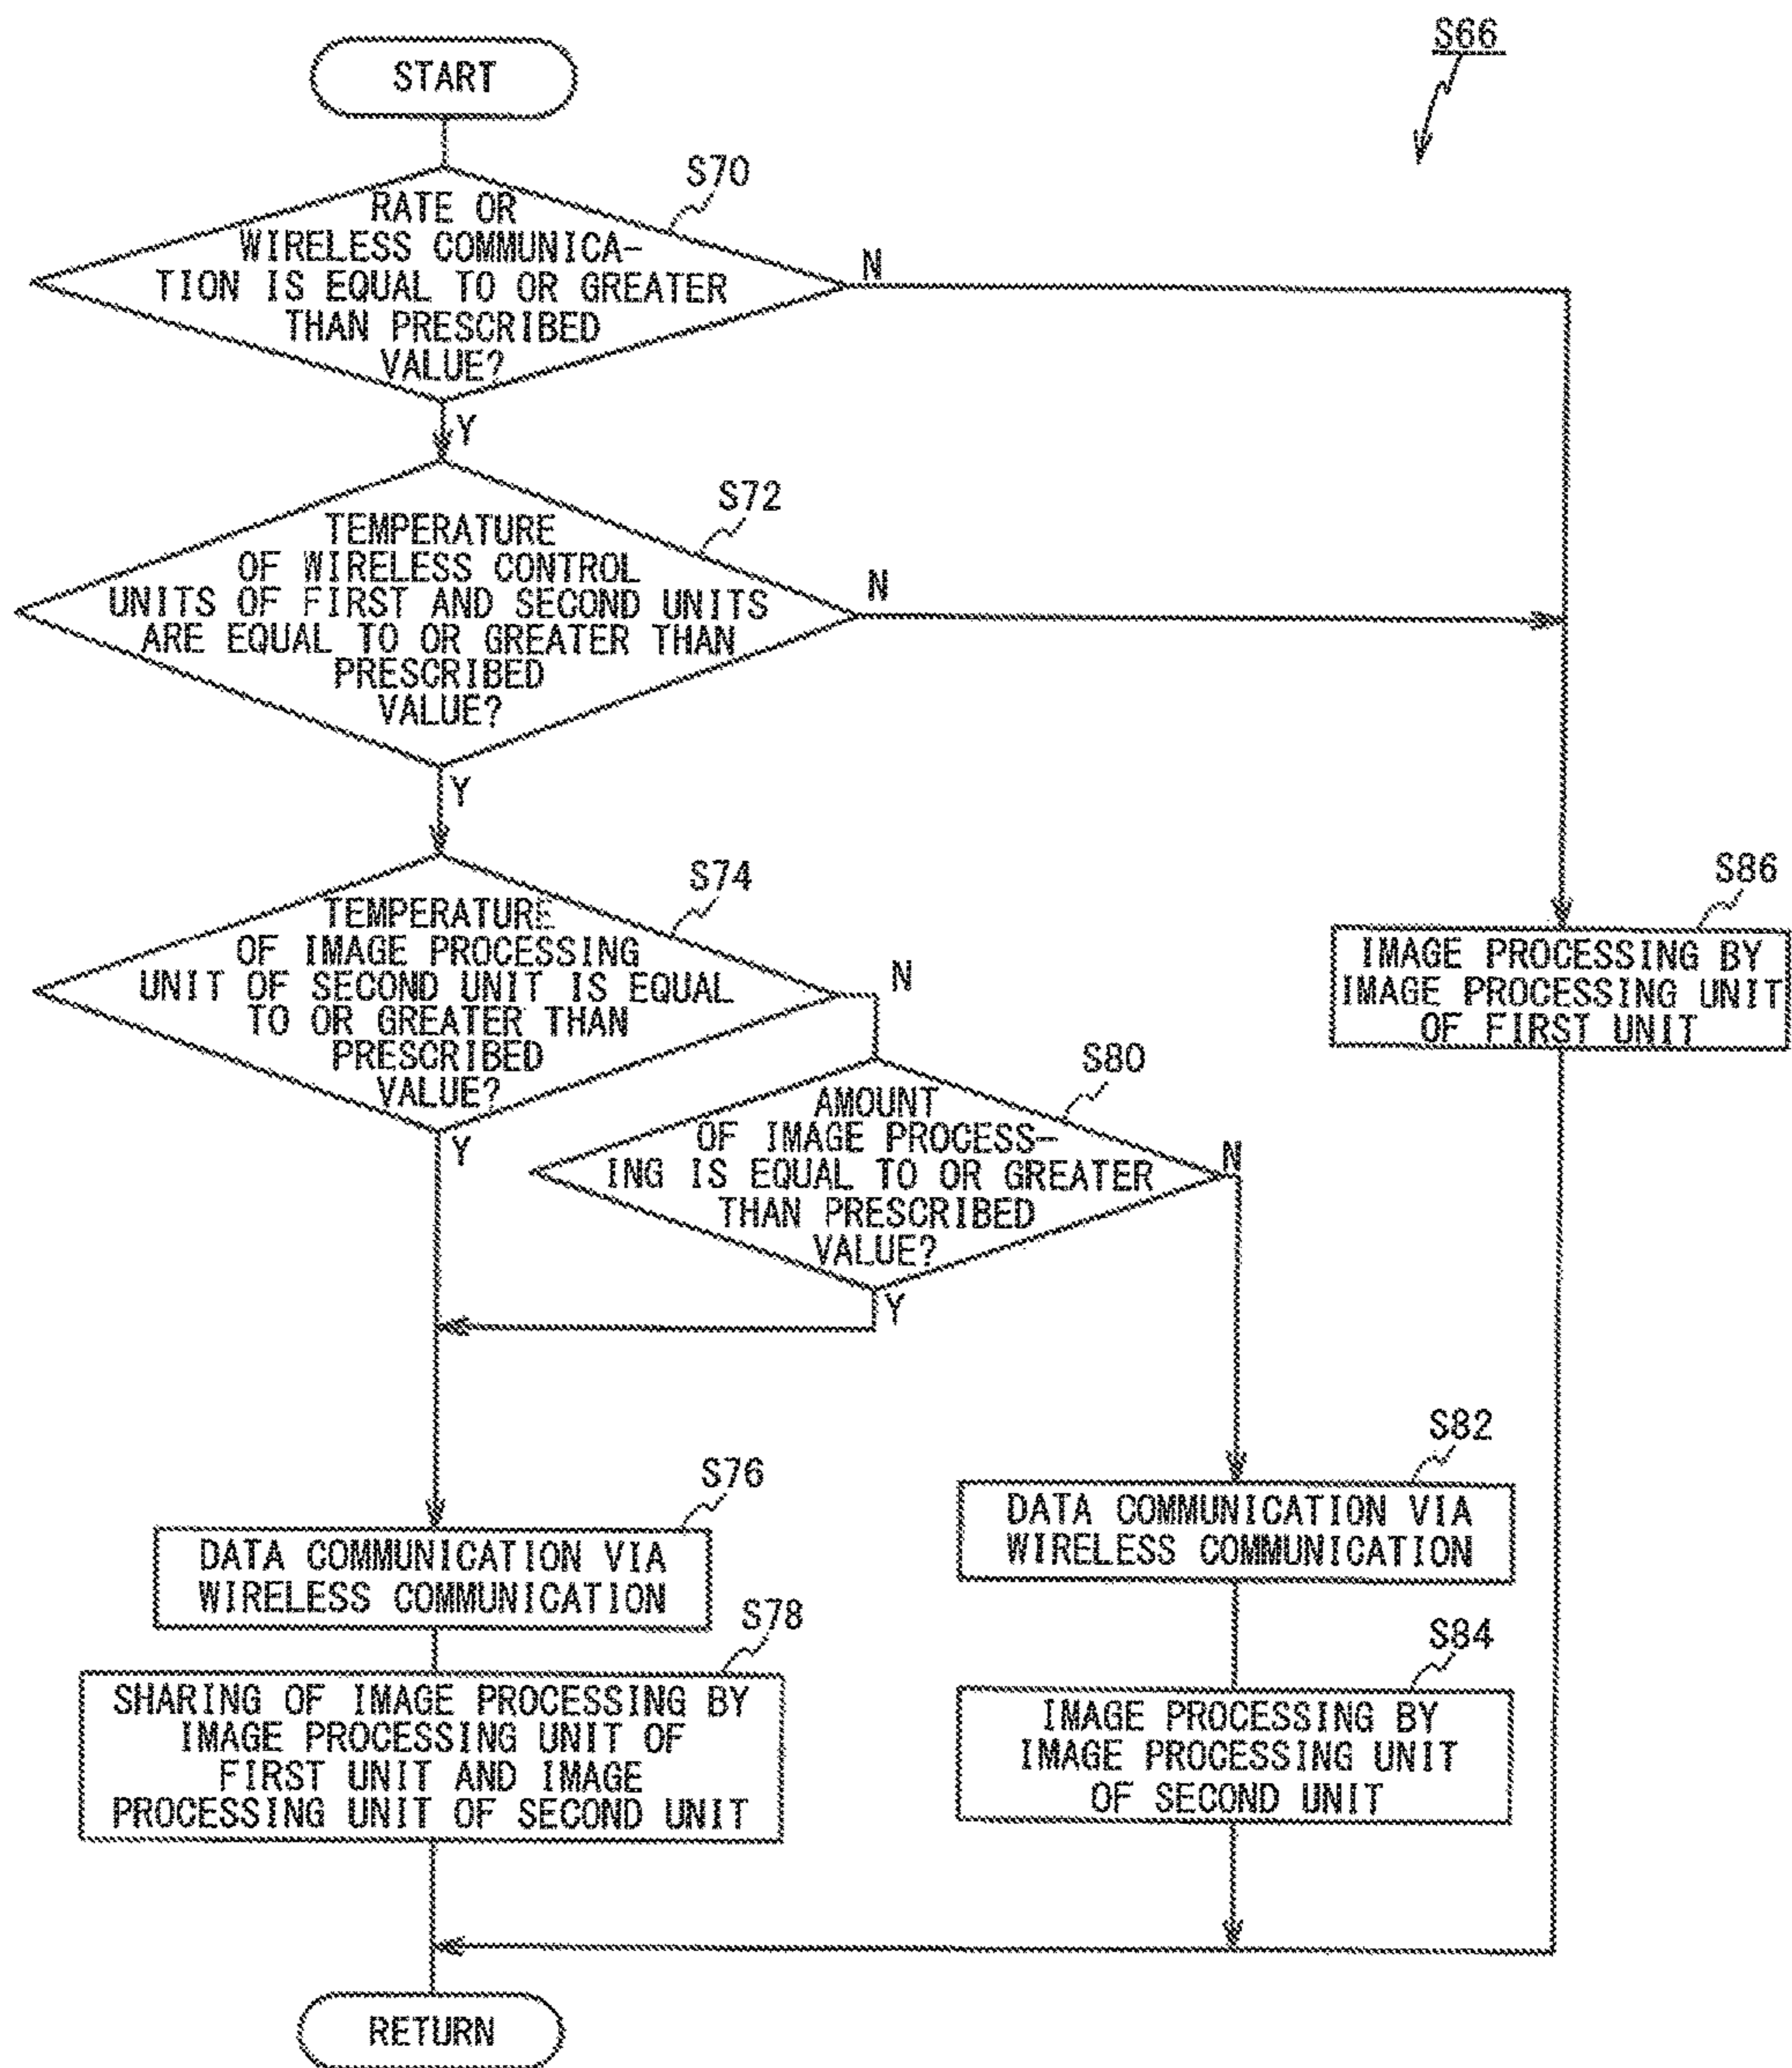 S66
START
S70
RATE OR
WIRELESS COMMUNICA-
TION IS EQUAL TO OR GREATER
THAN PRESCRIBED
VALUE?
N
Y
S72
TEMPERATURE
OF WIRELESS CONTROL
UNITS OF FIRST AND SECOND UNITS
ARE EQUAL TO OR GREATER THAN
PRESCRIBED
VALUE?
N
Y
S74
TEMPERATURE
OF IMAGE PROCESSING
UNIT OF SECOND UNIT IS EQUAL
TO OR GREATER THAN
PRESCRIBED
VALUE?
N
Y
S86
IMAGE PROCESSING BY
IMAGE PROCESSING UNIT
OF FIRST UNIT
S80
AMOUNT
OF IMAGE PROCESS-
ING IS EQUAL TO OR GREATER
THAN PRESCRIBED
VALUE?
N
Y
S76
DATA COMMUNICATION VIA
WIRELESS COMMUNICATION
S78
SHARING OF IMAGE PROCESSING BY
IMAGE PROCESSING UNIT OF
FIRST UNIT AND IMAGE
PROCESSING UNIT OF SECOND UNIT
S82
DATA COMMUNICATION VIA
WIRELESS COMMUNICATION
S84
IMAGE PROCESSING BY
IMAGE PROCESSING UNIT
OF SECOND UNIT
RETURN